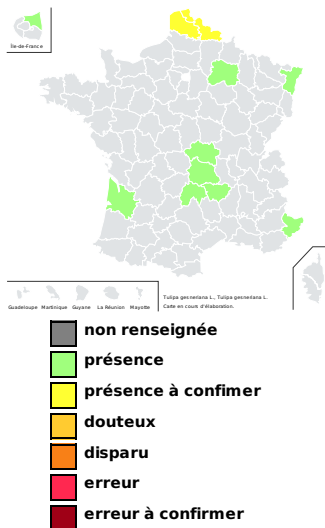 Île-de-France
Guadeloupe Martinique Guyane La Réunion Mayotte
Tulipa gesneriana L., Tulipa gesneriana L.
Carte en cours d'élaboration.
non renseignée
présence
présence à confimer
douteux
disparu
erreur
erreur à confirmer